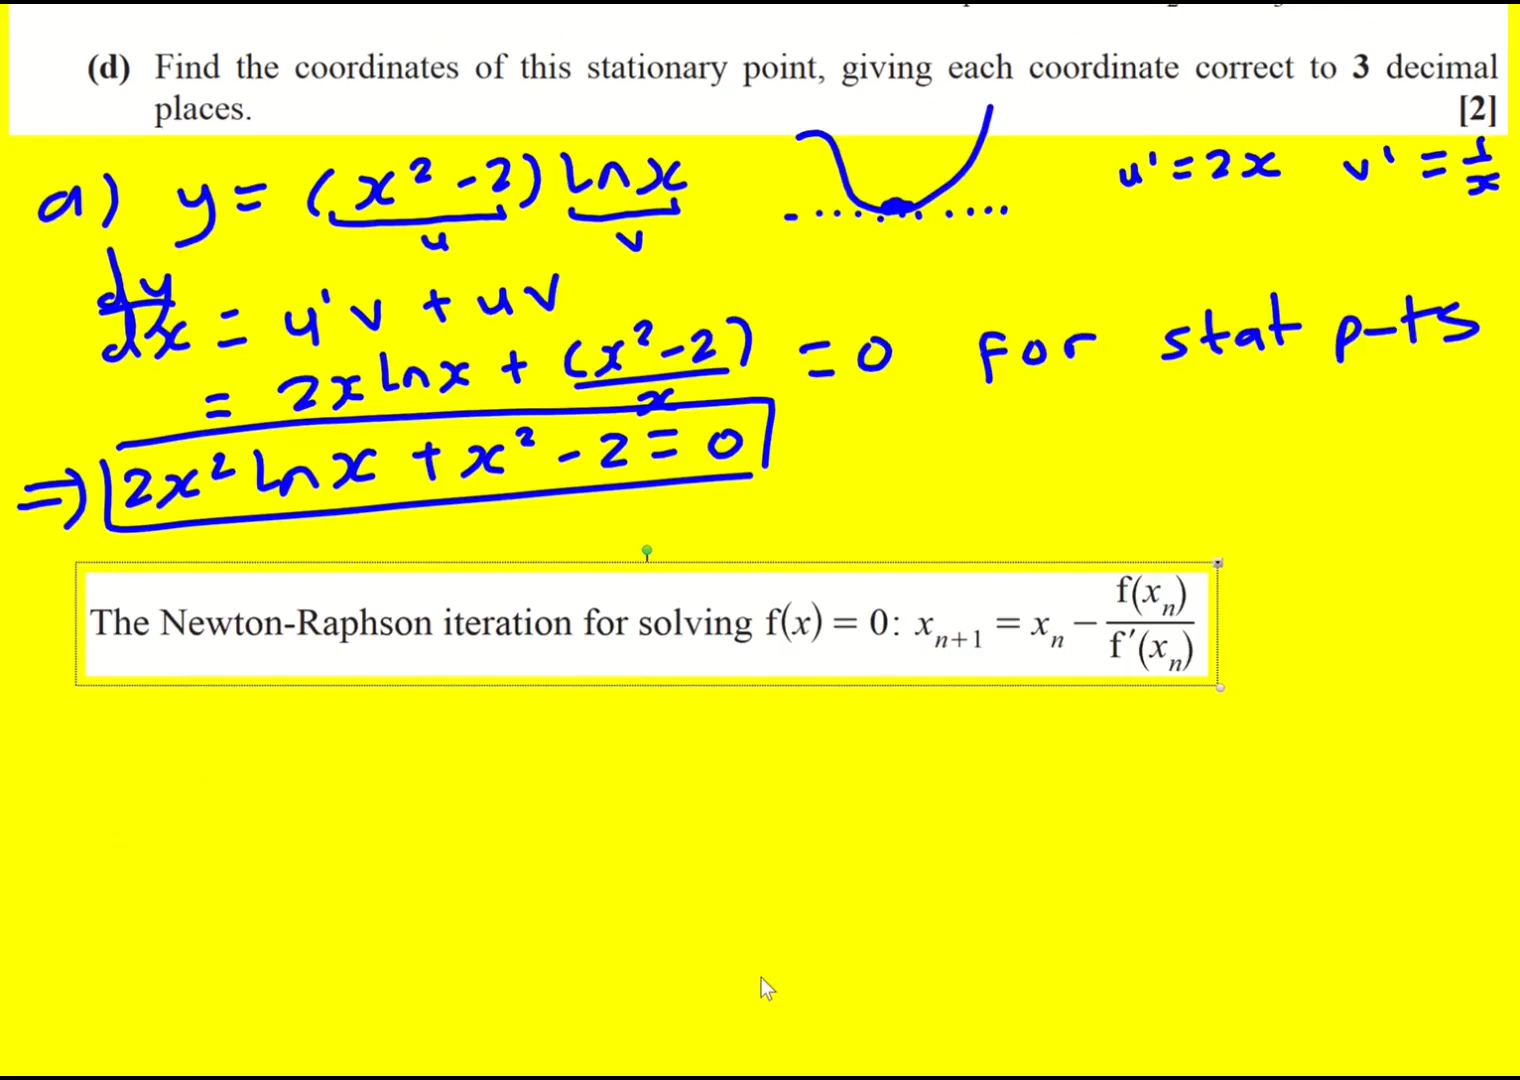 (d) Find the coordinates of this stationary point, giving each coordinate correct to 3 decimal
places. [2]
a) y = (x² - 2) ln x
u v
u' = 2x v' = 1/x
dy/dx = u'v + uv
= 2x ln x + (x² - 2)/x = 0 for stat pts
⇒ 2x² ln x + x² - 2 = 0
The Newton-Raphson iteration for solving f(x) = 0: xₙ₊₁ = xₙ − f(xₙ)/f′(xₙ)